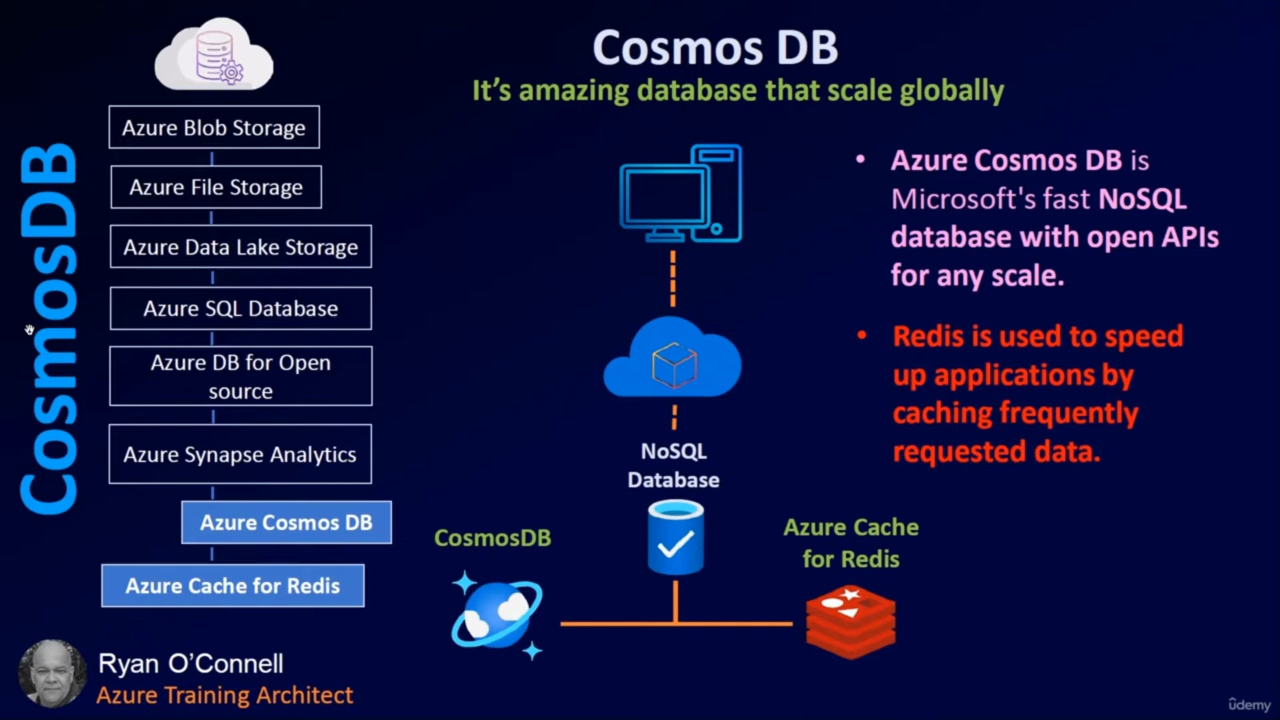 CosmosDB
Azure Blob Storage
Azure File Storage
Azure Data Lake Storage
Azure SQL Database
Azure DB for Open
source
Azure Synapse Analytics
Azure Cosmos DB
Azure Cache for Redis
Ryan O’Connell
Azure Training Architect
Cosmos DB
It’s amazing database that scale globally
NoSQL
Database
CosmosDB
Azure Cache
for Redis
• Azure Cosmos DB is
Microsoft's fast NoSQL
database with open APIs
for any scale.
• Redis is used to speed
up applications by
caching frequently
requested data.
udemy